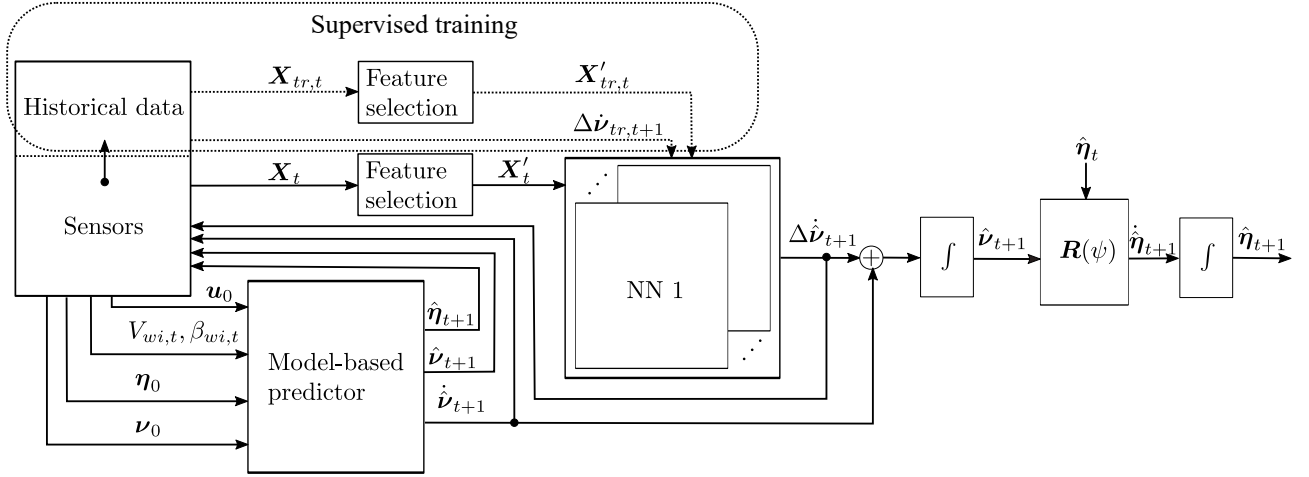 Supervised training
Historical data
Sensors
𝑿_{tr,t}
Feature
selection
𝑿′_{tr,t}
Δ𝝂̇_{tr,t+1}
𝑿_t
Feature
selection
𝑿′_t
NN 1
Δ𝝂̂̇_{t+1}
+
∫
𝝂̂_{t+1}
𝜼̂_t
𝑹(ψ)
𝜼̂̇_{t+1}
∫
𝜼̂_{t+1}
𝒖_0
V_{wi,t}, β_{wi,t}
𝜼_0
𝝂_0
Model-based
predictor
𝜼̂_{t+1}
𝝂̂_{t+1}
𝝂̂̇_{t+1}